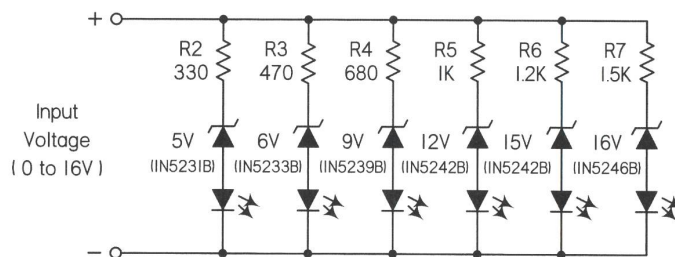 +
R2
330
R3
470
R4
680
R5
1K
R6
1.2K
R7
1.5K
Input
Voltage
( 0 to 16V )
5V
(1N5231B)
6V
(1N5233B)
9V
(1N5239B)
12V
(1N5242B)
15V
(1N5242B)
16V
(1N5246B)
−